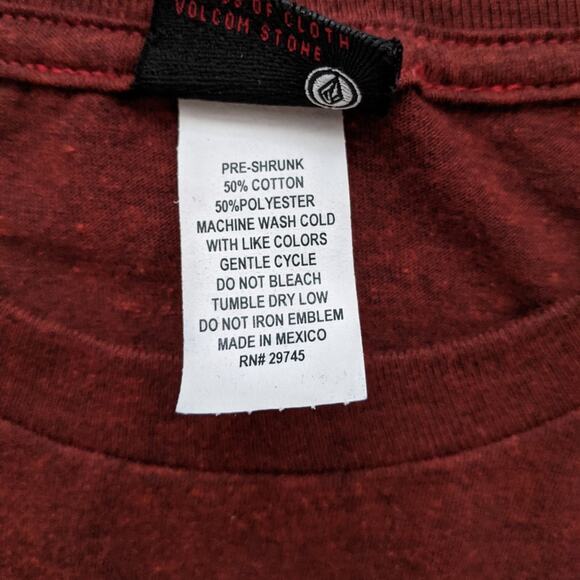 OF CLOTH
VOLCOM STONE
PRE-SHRUNK
50% COTTON
50%POLYESTER
MACHINE WASH COLD
WITH LIKE COLORS
GENTLE CYCLE
DO NOT BLEACH
TUMBLE DRY LOW
DO NOT IRON EMBLEM
MADE IN MEXICO
RN# 29745